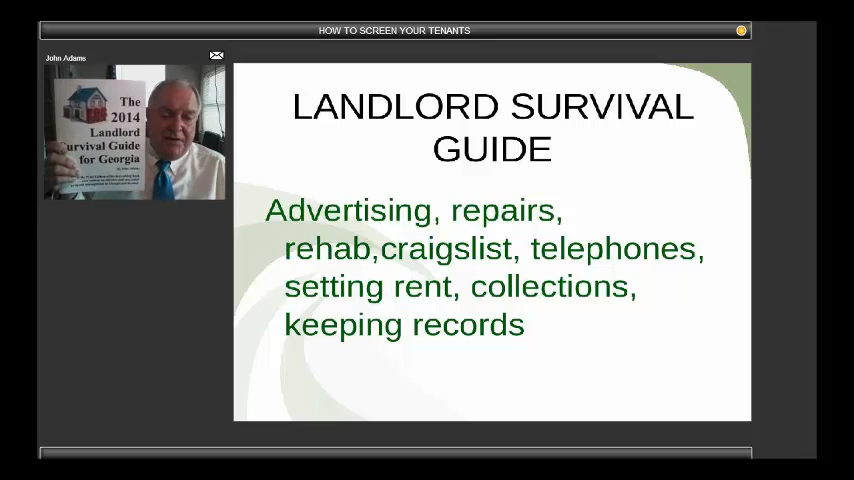 HOW TO SCREEN YOUR TENANTS
John Adams
The
2014
Landlord
Survival Guide
for Georgia
LANDLORD SURVIVAL
GUIDE
Advertising, repairs,
rehab,craigslist, telephones,
setting rent, collections,
keeping records